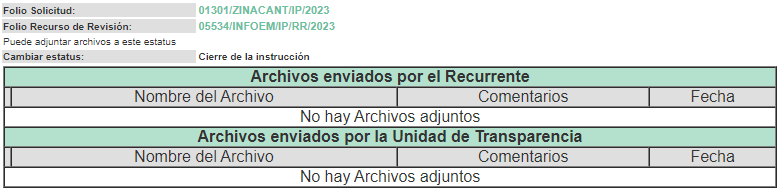 Folio Solicitud: 01301/ZINACANT/IP/2023
Folio Recurso de Revisión: 05534/INFOEM/IP/RR/2023
Puede adjuntar archivos a este estatus
Cambiar estatus: Cierre de la instrucción
Archivos enviados por el Recurrente
Nombre del Archivo Comentarios Fecha
No hay Archivos adjuntos
Archivos enviados por la Unidad de Transparencia
Nombre del Archivo Comentarios Fecha
No hay Archivos adjuntos